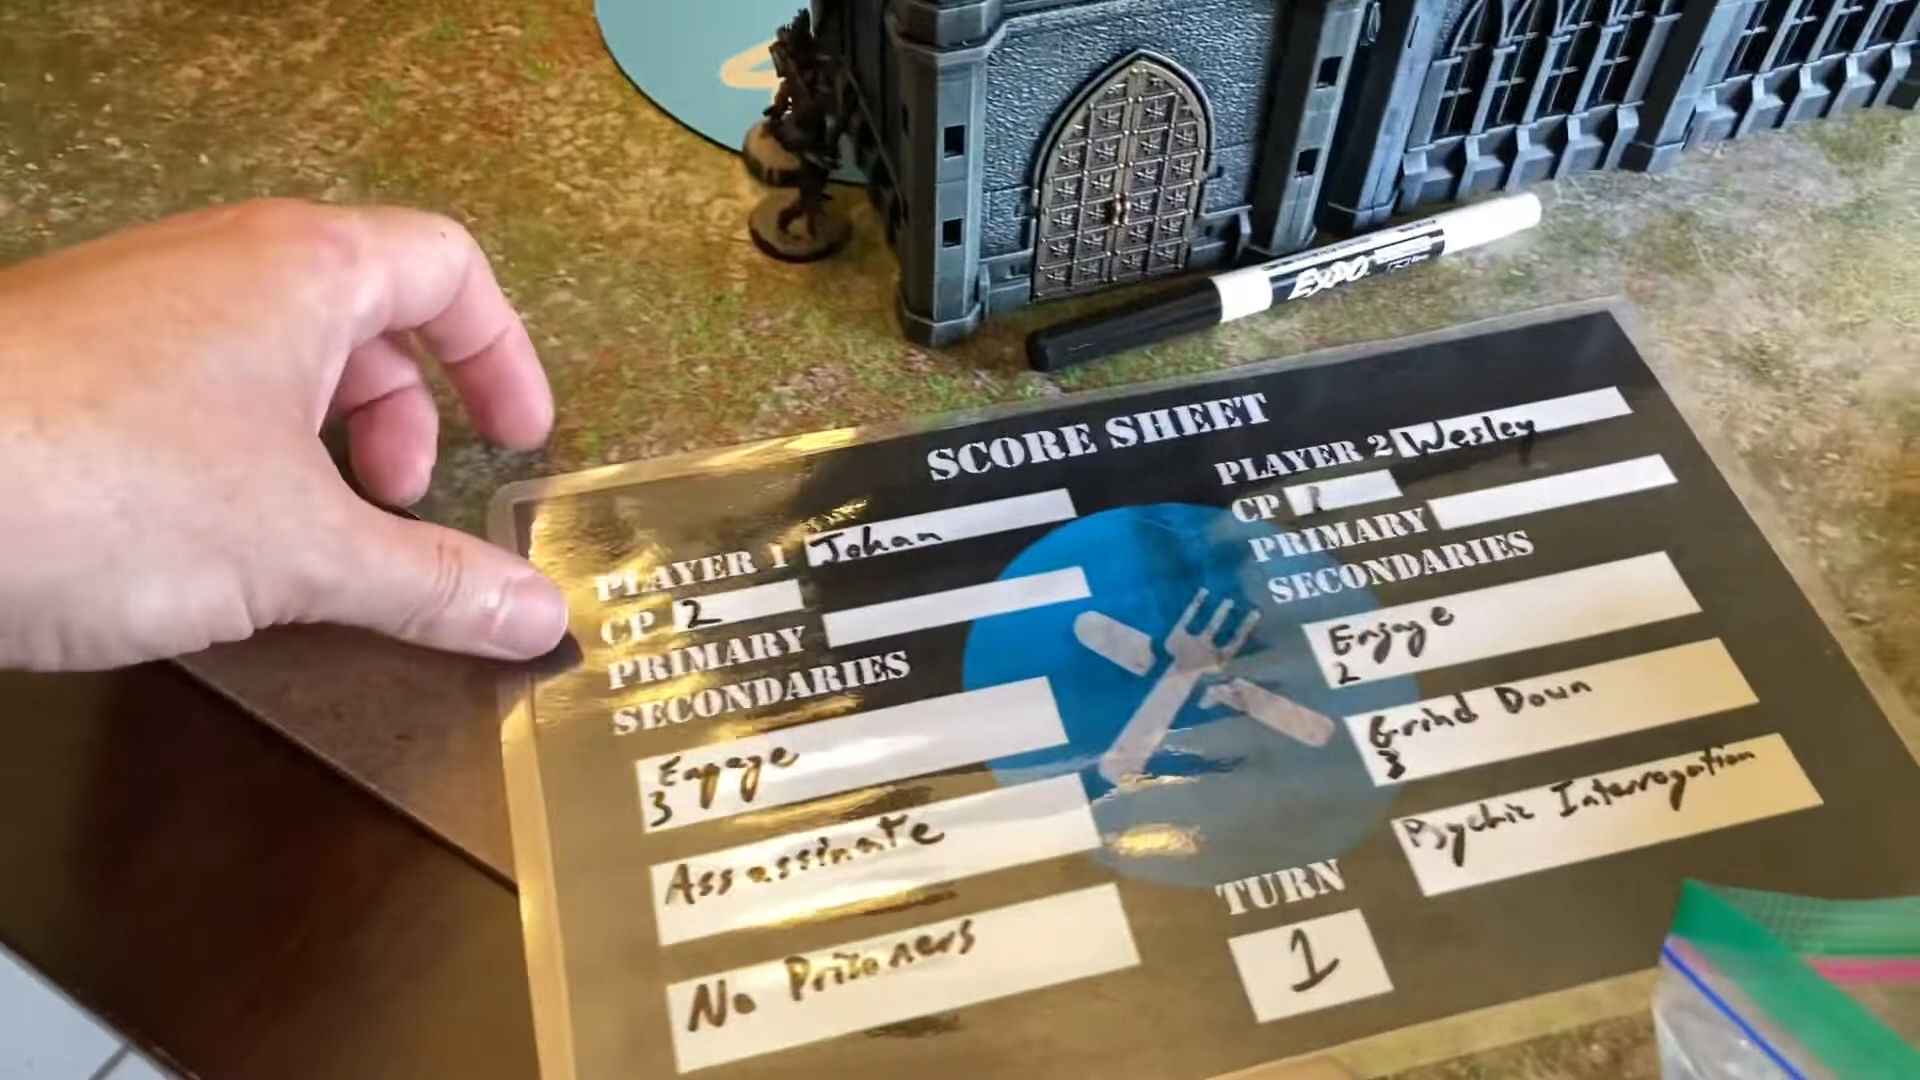 EXPO
SCORE SHEET
PLAYER 1 Johan
CP 2
PRIMARY
SECONDARIES
Engage
3
Assassinate
No Prisoners
PLAYER 2 Wesley
CP
PRIMARY
SECONDARIES
Engage
2
Grind Down
3
Psychic Interrogation
TURN
1